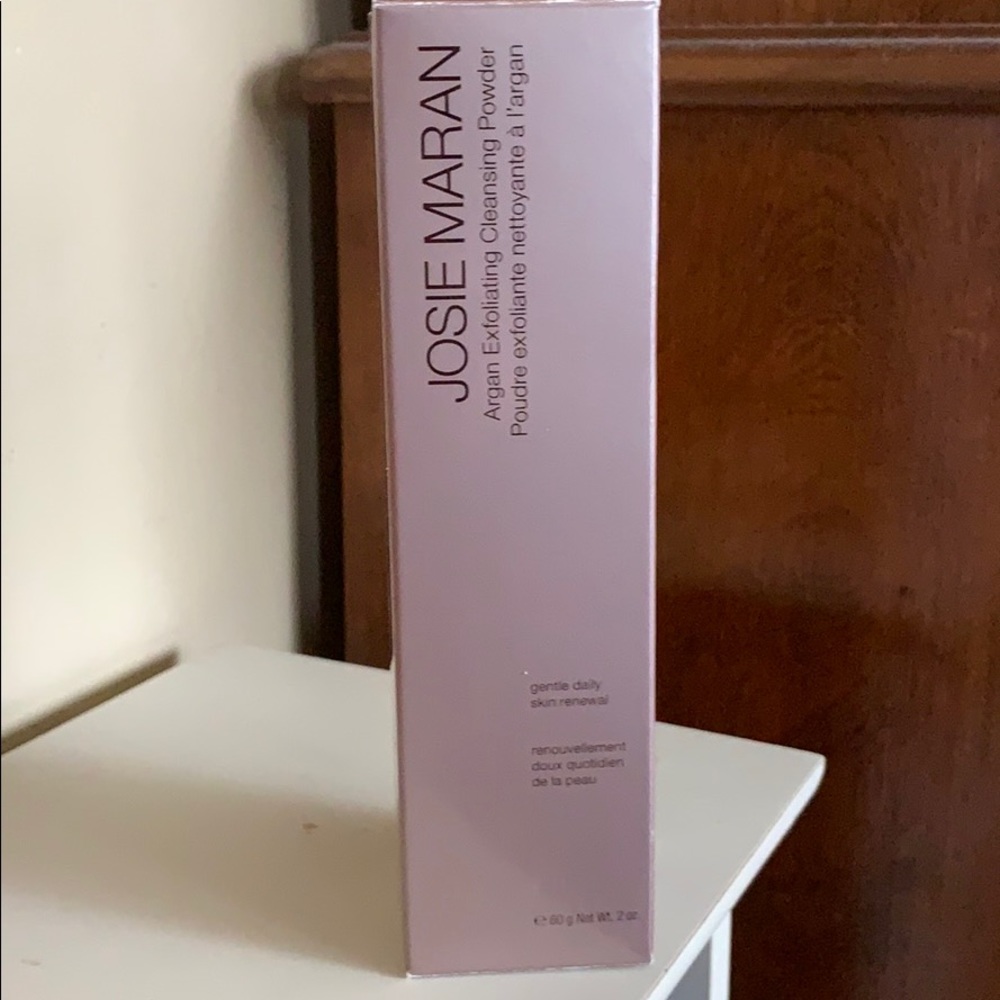 JOSIE MARAN
Argan Exfoliating Cleansing Powder
Poudre exfoliante nettoyante à l'argan
gentle daily
skin renewal
renouvellement
doux quotidien
de la peau
℮ 60 g Net Wt. 2 oz.